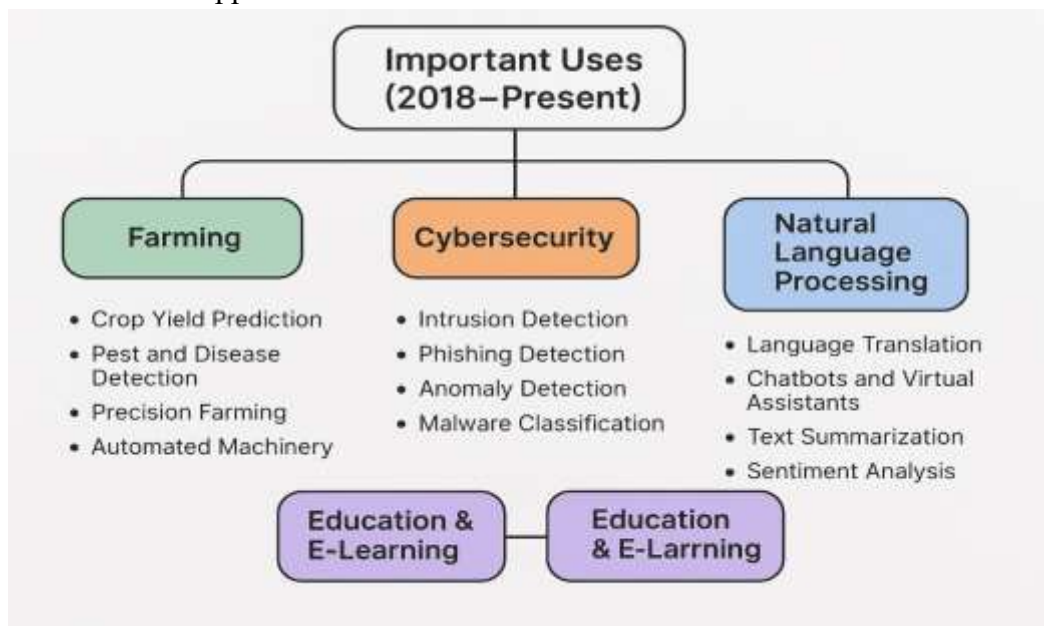 Important Uses
(2018–Present)
Farming
• Crop Yield Prediction
• Pest and Disease
Detection
• Precision Farming
• Automated Machinery
Cybersecurity
• Intrusion Detection
• Phishing Detection
• Anomaly Detection
• Malware Classification
Natural
Language
Processing
• Language Translation
• Chatbots and Virtual
Assistants
• Text Summarization
• Sentiment Analysis
Education &
E-Learning
Education
& E-Larrning